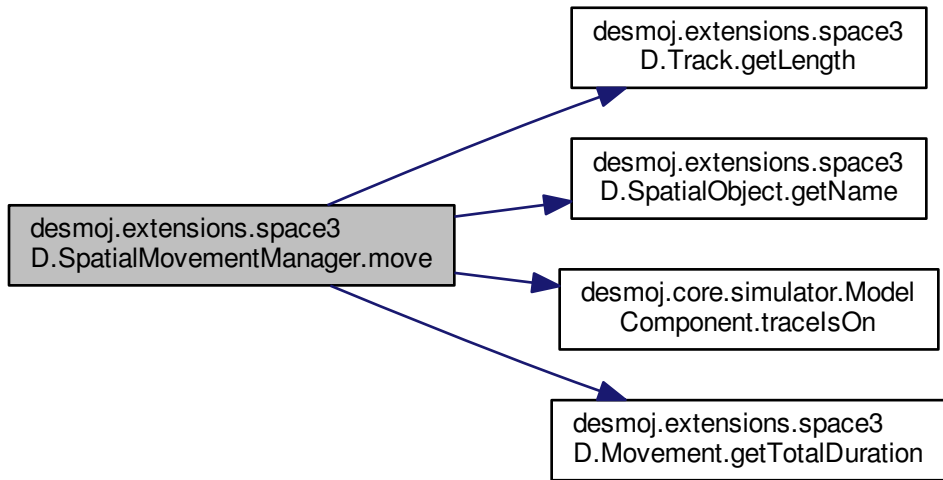 desmoj.extensions.space3
D.Track.getLength
desmoj.extensions.space3
D.SpatialObject.getName
desmoj.extensions.space3
D.SpatialMovementManager.move
desmoj.core.simulator.Model
Component.traceIsOn
desmoj.extensions.space3
D.Movement.getTotalDuration